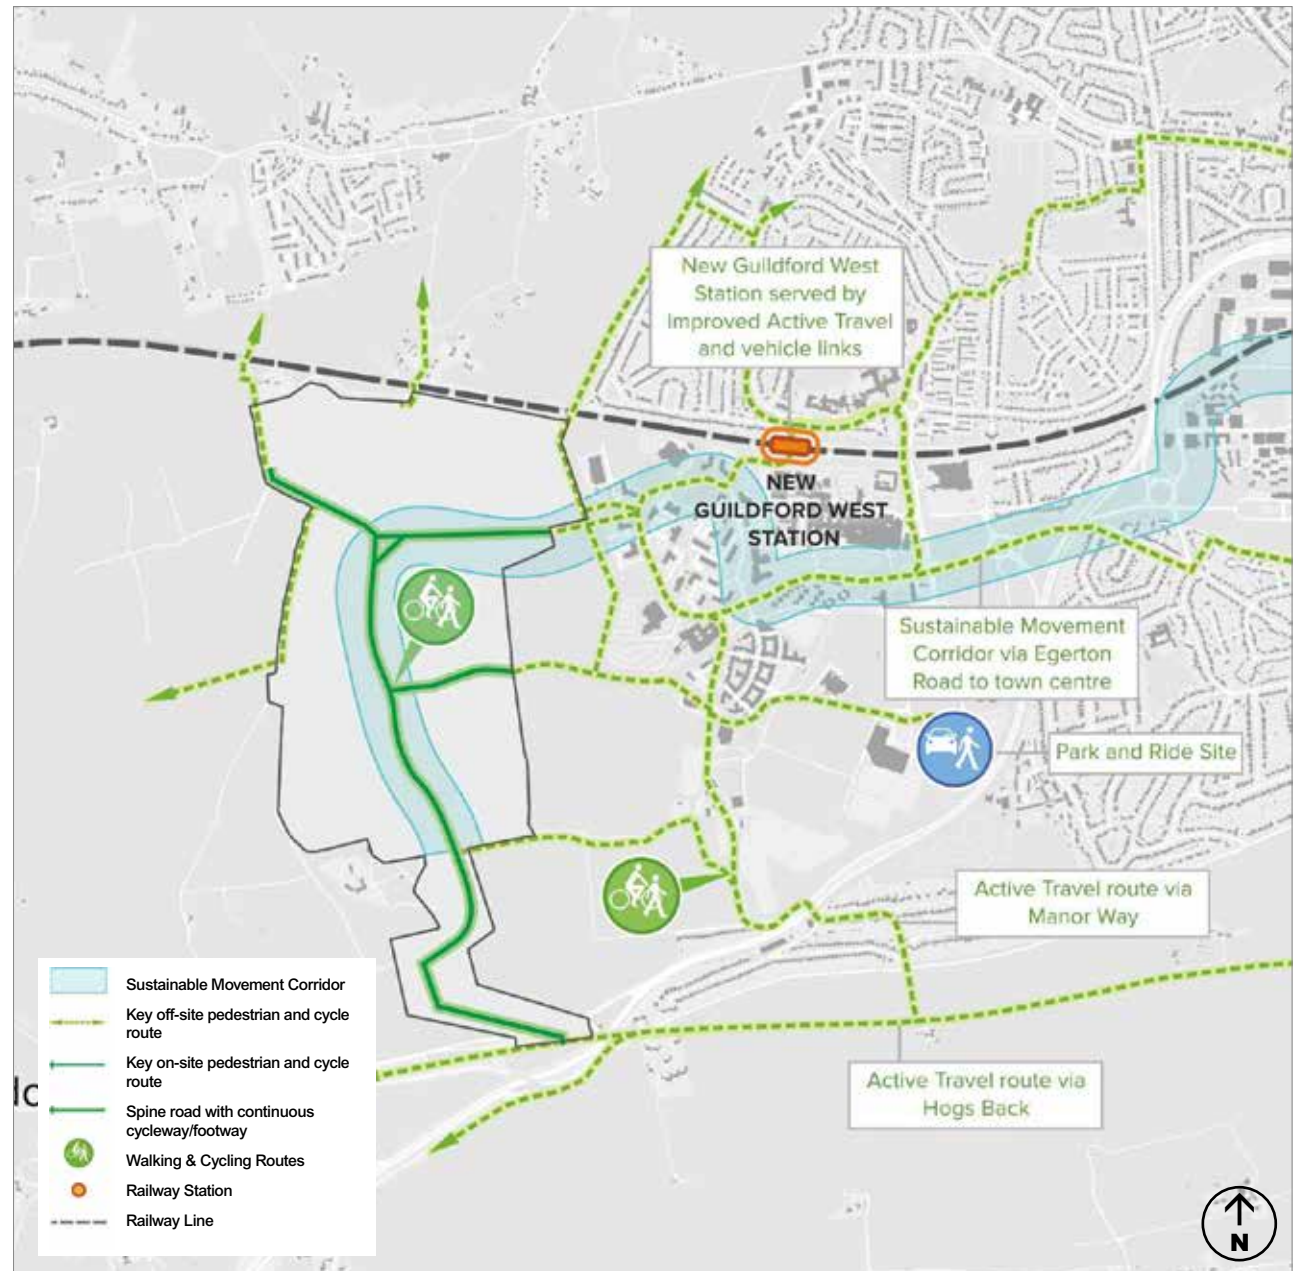 New Guildford West
Station served by
Improved Active Travel
and vehicle links
NEW
GUILDFORD WEST
STATION
Sustainable Movement
Corridor via Egerton
Road to town centre
Park and Ride Site
Active Travel route via
Manor Way
Active Travel route via
Hogs Back
Sustainable Movement Corridor
Key off-site pedestrian and cycle
route
Key on-site pedestrian and cycle
route
Spine road with continuous
cycleway/footway
Walking & Cycling Routes
Railway Station
Railway Line
N